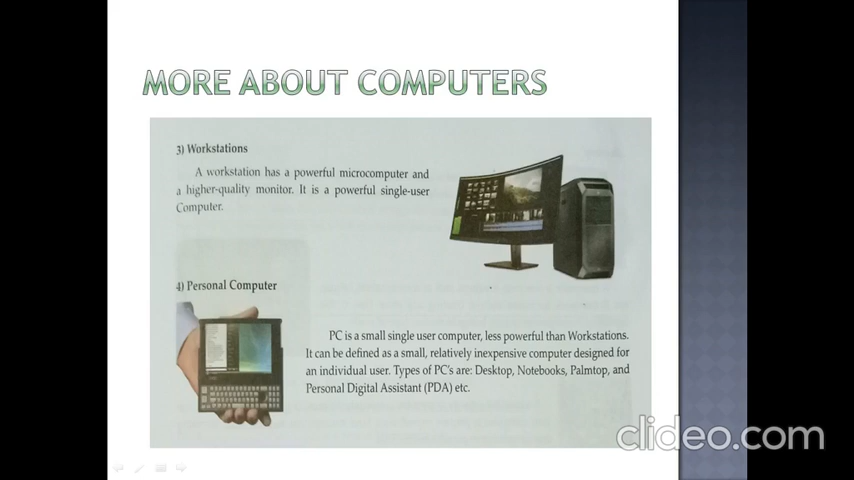 MORE ABOUT COMPUTERS
3) Workstations
A workstation has a powerful microcomputer and
a higher-quality monitor. It is a powerful single-user
Computer.
4) Personal Computer
PC is a small single user computer, less powerful than Workstations.
It can be defined as a small, relatively inexpensive computer designed for
an individual user. Types of PC's are: Desktop, Notebooks, Palmtop, and
Personal Digital Assistant (PDA) etc.
clideo.com